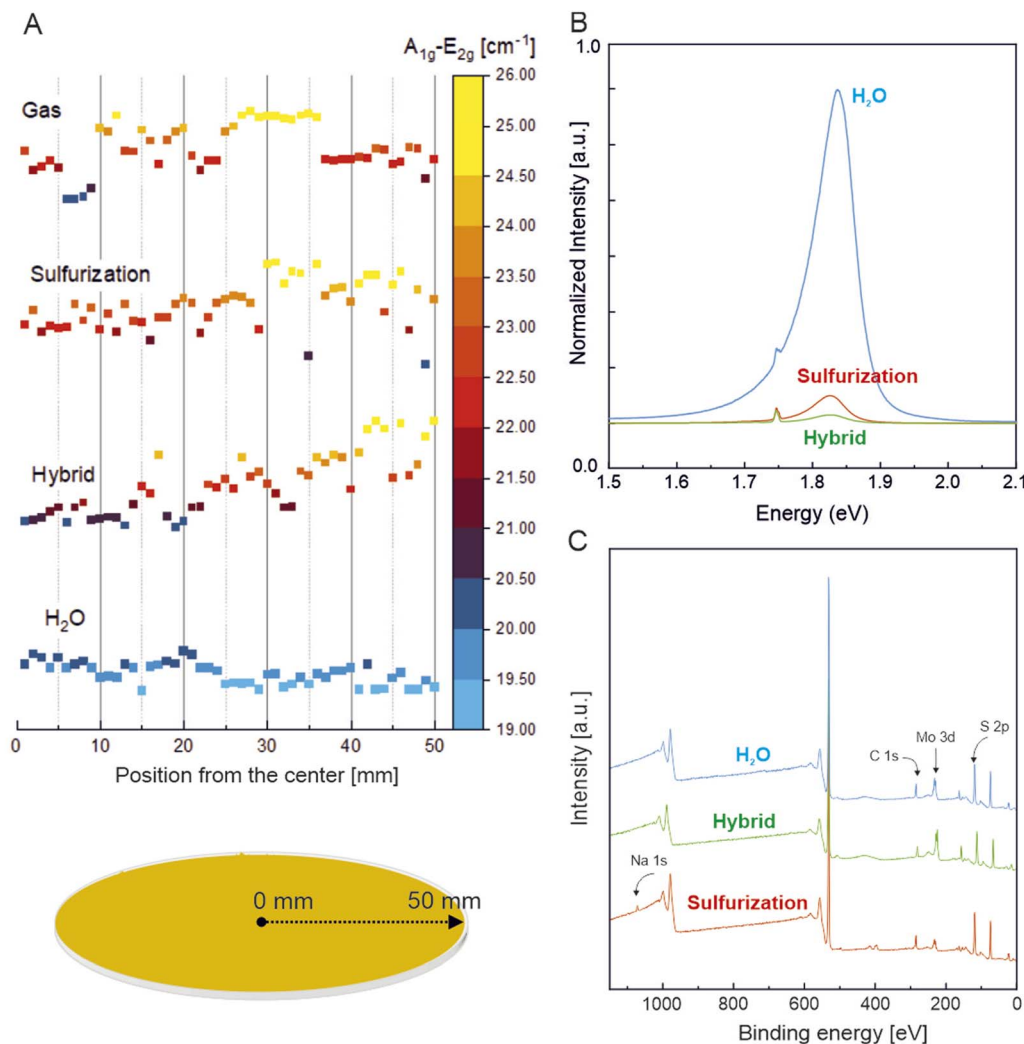 A
A₁g-E₂g [cm⁻¹]
26.00
25.00
24.50
24.00
23.50
23.00
22.50
22.00
21.50
21.00
20.50
20.00
19.50
19.00
Gas
Sulfurization
Hybrid
H₂O
0 10 20 30 40 50
Position from the center [mm]
0 mm 50 mm
B
Normalized Intensity [a.u.]
1.0
0.0
H₂O
Sulfurization
Hybrid
1.5 1.6 1.7 1.8 1.9 2.0 2.1
Energy (eV)
C
Intensity [a.u.]
H₂O
Hybrid
Sulfurization
Na 1s
C 1s
Mo 3d
S 2p
1000 800 600 400 200 0
Binding energy [eV]